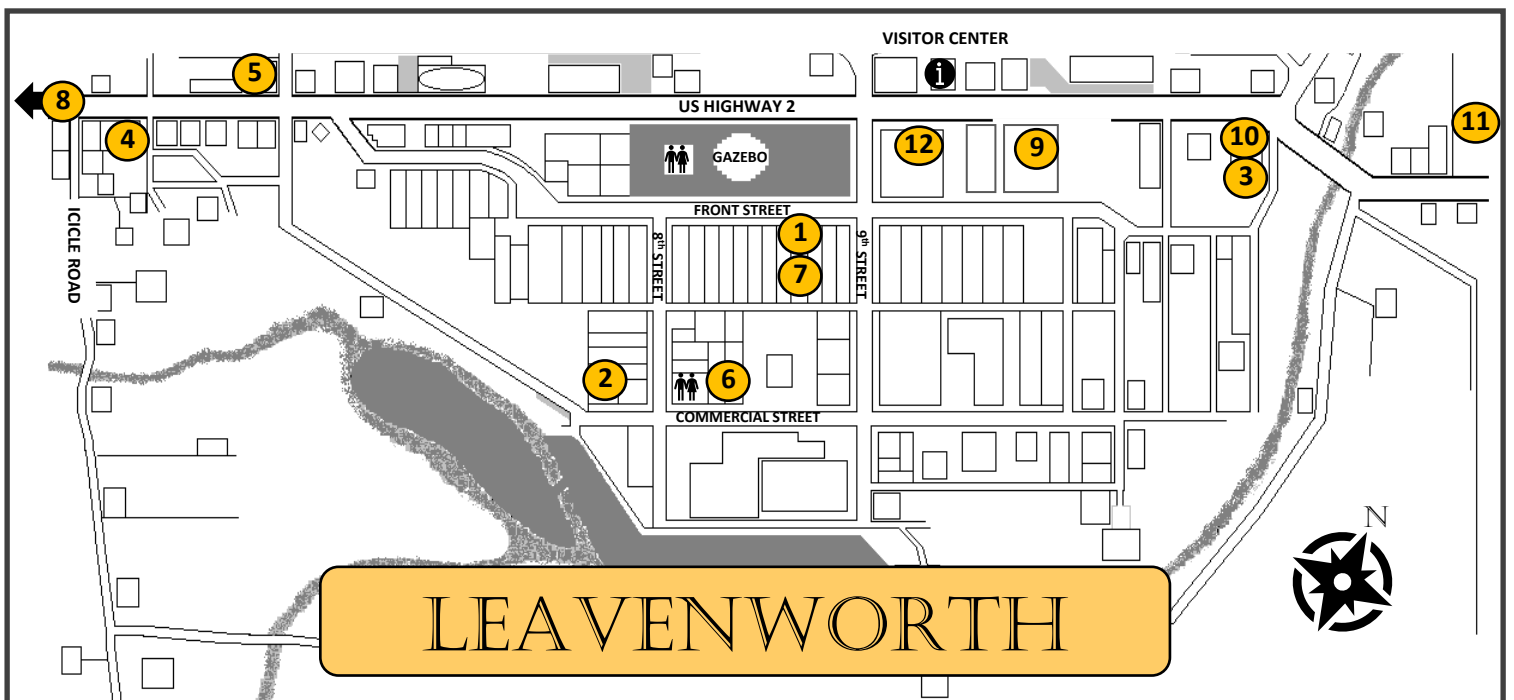 VISITOR CENTER
5
i
8
US HIGHWAY 2
11
4
12
9
10
GAZEBO
3
ICICLE ROAD
FRONT STREET
8th STREET
1
9th STREET
7
2
6
COMMERCIAL STREET
N
LEAVENWORTH